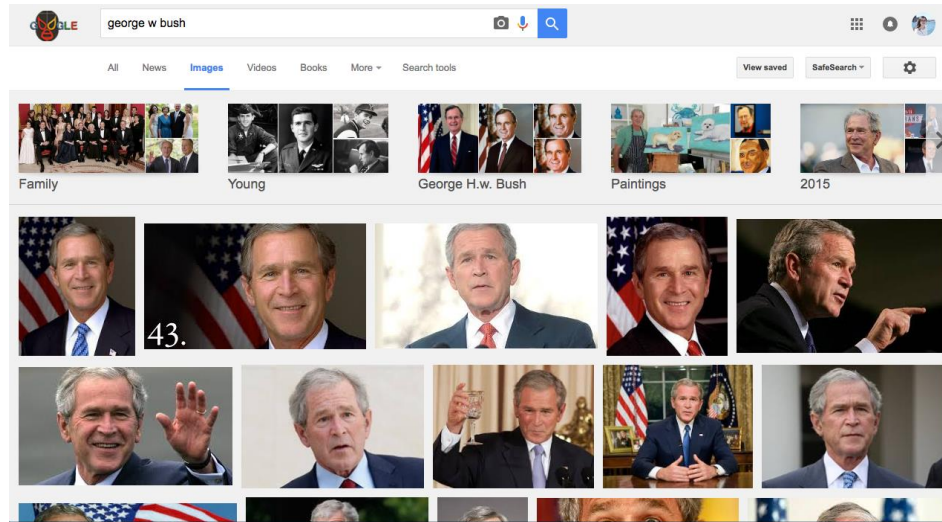 GOOGLE
george w bush
All News Images Videos Books More Search tools View saved SafeSearch
Family
Young
George H.w. Bush
Paintings
2015
43.